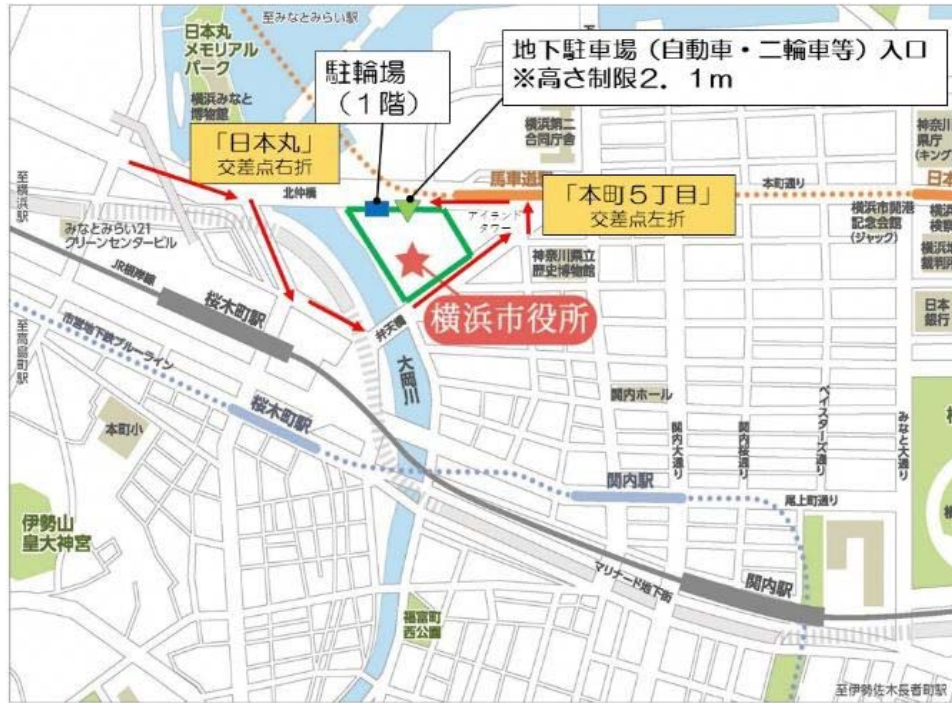 至みなとみらい駅
日本丸
メモリアル
パーク
横浜みなと
博物館
駐輪場
(1階)
地下駐車場(自動車・二輪車等)入口
※高さ制限2.1m
「日本丸」
交差点右折
横浜第二
合同庁舎
神奈川
県庁
(キング
至横浜駅
北仲橋
馬車道
本町通り
日本
「本町5丁目」
交差点左折
アイランド
タワー
みなとみらい21
グリーンセンタービル
神奈川県立
歴史博物館
横浜市開港
記念会館
(ジャック)
JR根岸線
桜木町駅
弁天橋
横浜市役所
日本
銀行
至高島町駅
市営地下鉄ブルーライン
大岡川
桜木町駅
本町小
関内ホール
関内大通り
関内桜通り
ベイスターズ通り
みなと大通り
関内駅
尾上町通り
伊勢山
皇大神宮
マリナード地下街
関内駅
福富町
西公園
至伊勢佐木長者町駅